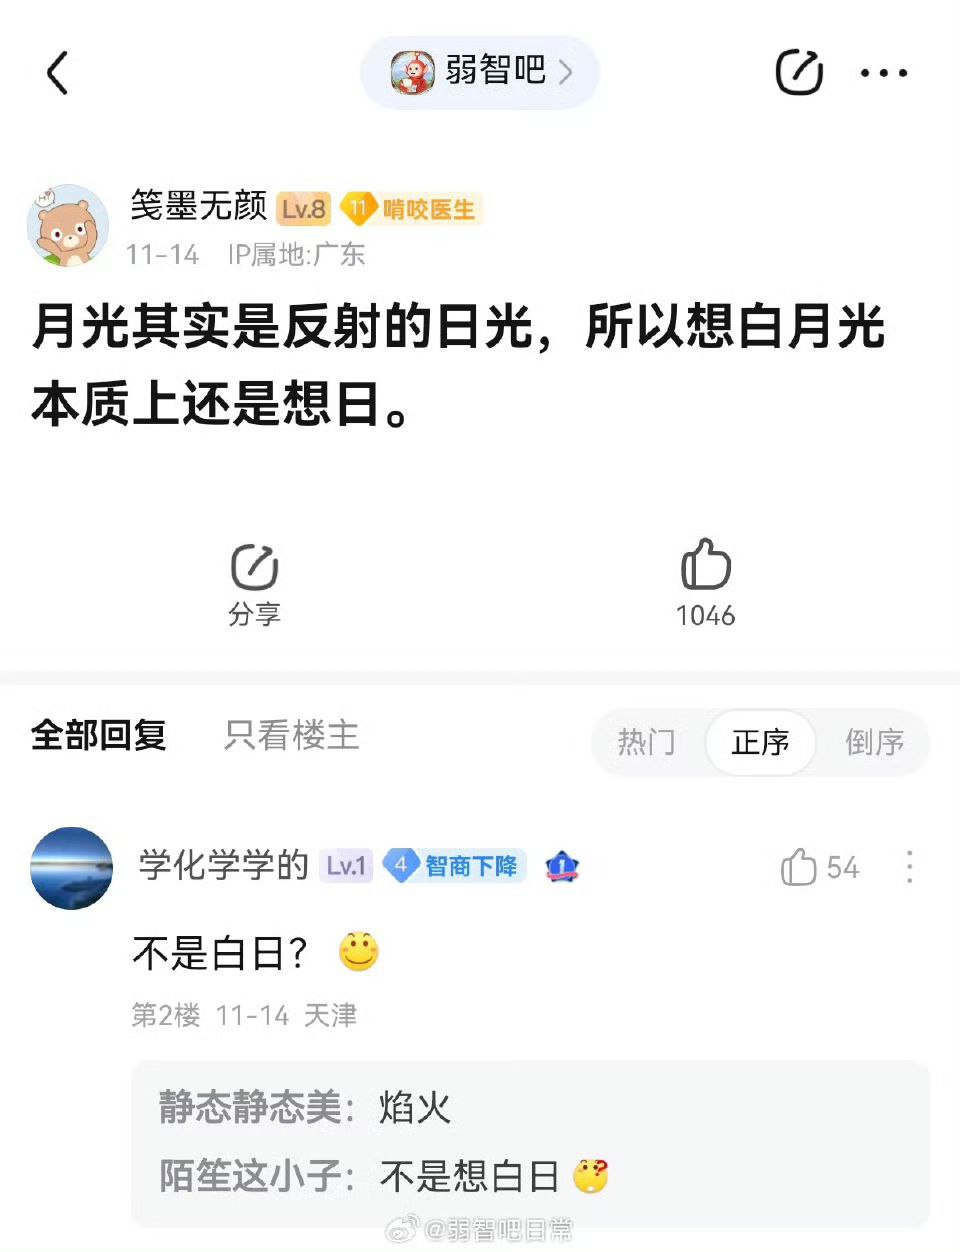 弱智吧
笺墨无颜 Lv.8 11 啃咬医生
11-14 IP属地:广东
月光其实是反射的日光，所以想白月光
本质上还是想日。
分享 1046
全部回复 只看楼主 热门 正序 倒序
学化学学的 Lv.1 4 智商下降 1 54
不是白日？
第2楼 11-14 天津
静态静态美：焰火
陌笙这小子：不是想白日
@弱智吧日常